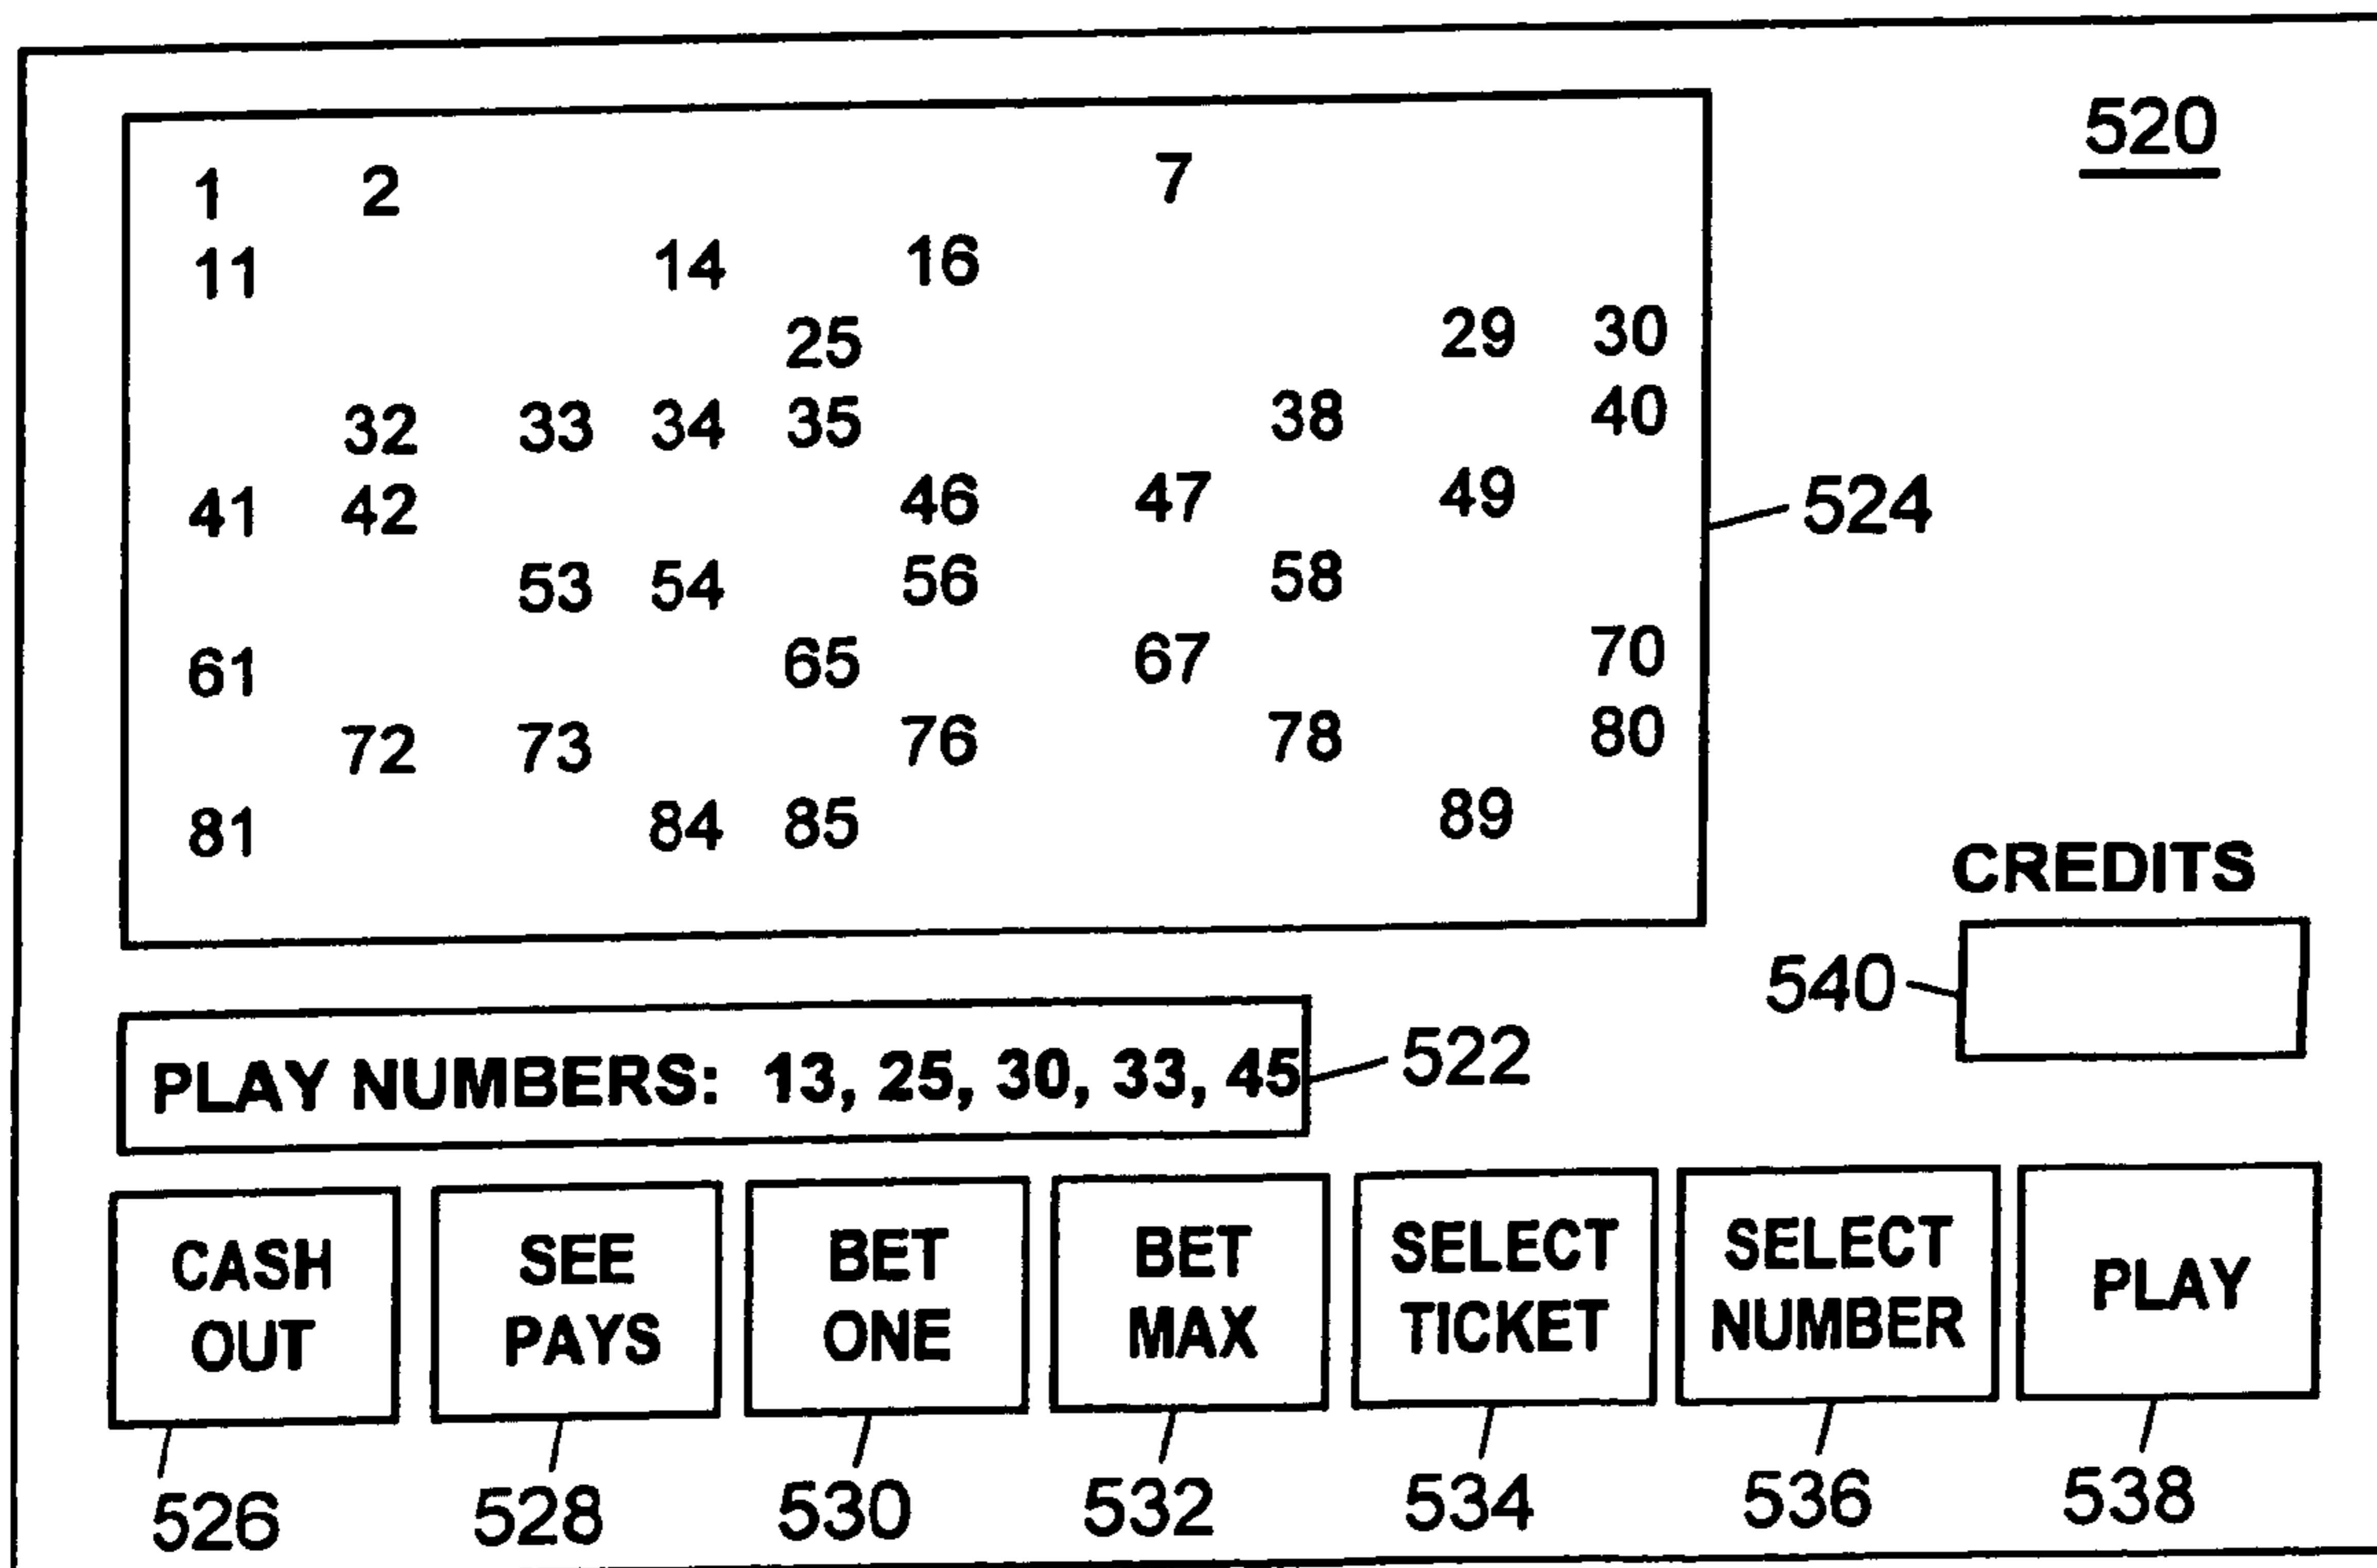 520
1 2 7
11 14 16
25 29 30
32 33 34 35 38 40
41 42 46 47 49
524
53 54 56 58
61 65 67 70
72 73 76 78 80
81 84 85 89
CREDITS
540
PLAY NUMBERS: 13, 25, 30, 33, 45
522
CASH
OUT
SEE
PAYS
BET
ONE
BET
MAX
SELECT
TICKET
SELECT
NUMBER
PLAY
526 528 530 532 534 536 538